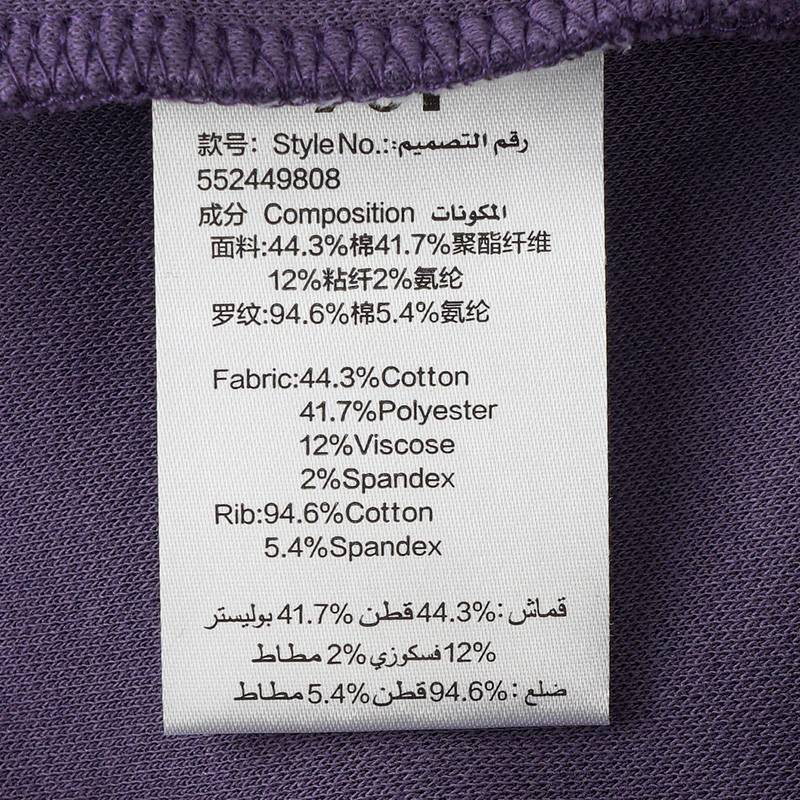 款号: Style No.: رقم التصميم:
552449808
成分 Composition المكونات
面料:44.3%棉41.7%聚酯纤维
12%粘纤2%氨纶
罗纹:94.6%棉5.4%氨纶
Fabric:44.3%Cotton
41.7%Polyester
12%Viscose
2%Spandex
Rib:94.6%Cotton
5.4%Spandex
قماش:44.3% قطن 41.7% بوليستر
12% فسكوزي 2% مطاط
ضلع:94.6% قطن 5.4% مطاط